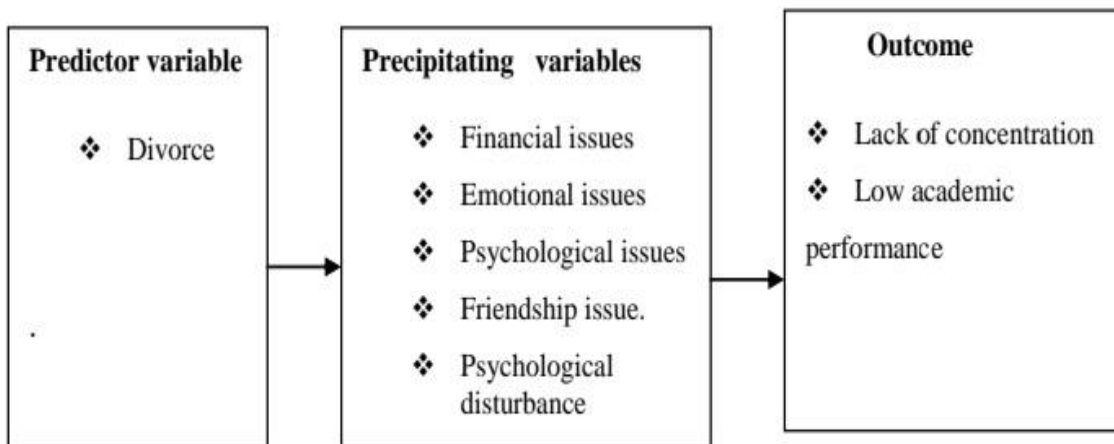 Predictor variable
❖ Divorce
.
Precipitating variables
❖ Financial issues
❖ Emotional issues
❖ Psychological issues
❖ Friendship issue.
❖ Psychological
disturbance
Outcome
❖ Lack of concentration
❖ Low academic
performance